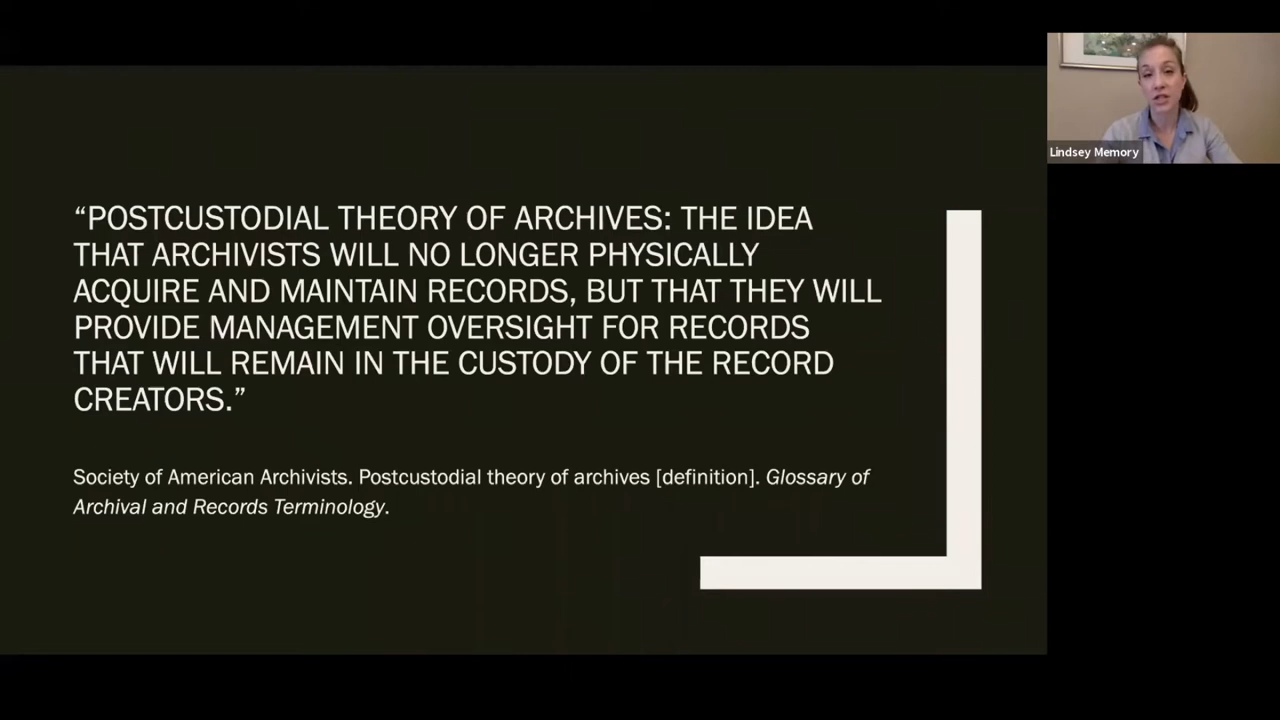 “POSTCUSTODIAL THEORY OF ARCHIVES: THE IDEA
THAT ARCHIVISTS WILL NO LONGER PHYSICALLY
ACQUIRE AND MAINTAIN RECORDS, BUT THAT THEY WILL
PROVIDE MANAGEMENT OVERSIGHT FOR RECORDS
THAT WILL REMAIN IN THE CUSTODY OF THE RECORD
CREATORS.”
Society of American Archivists. Postcustodial theory of archives [definition]. Glossary of
Archival and Records Terminology.
Lindsey Memory